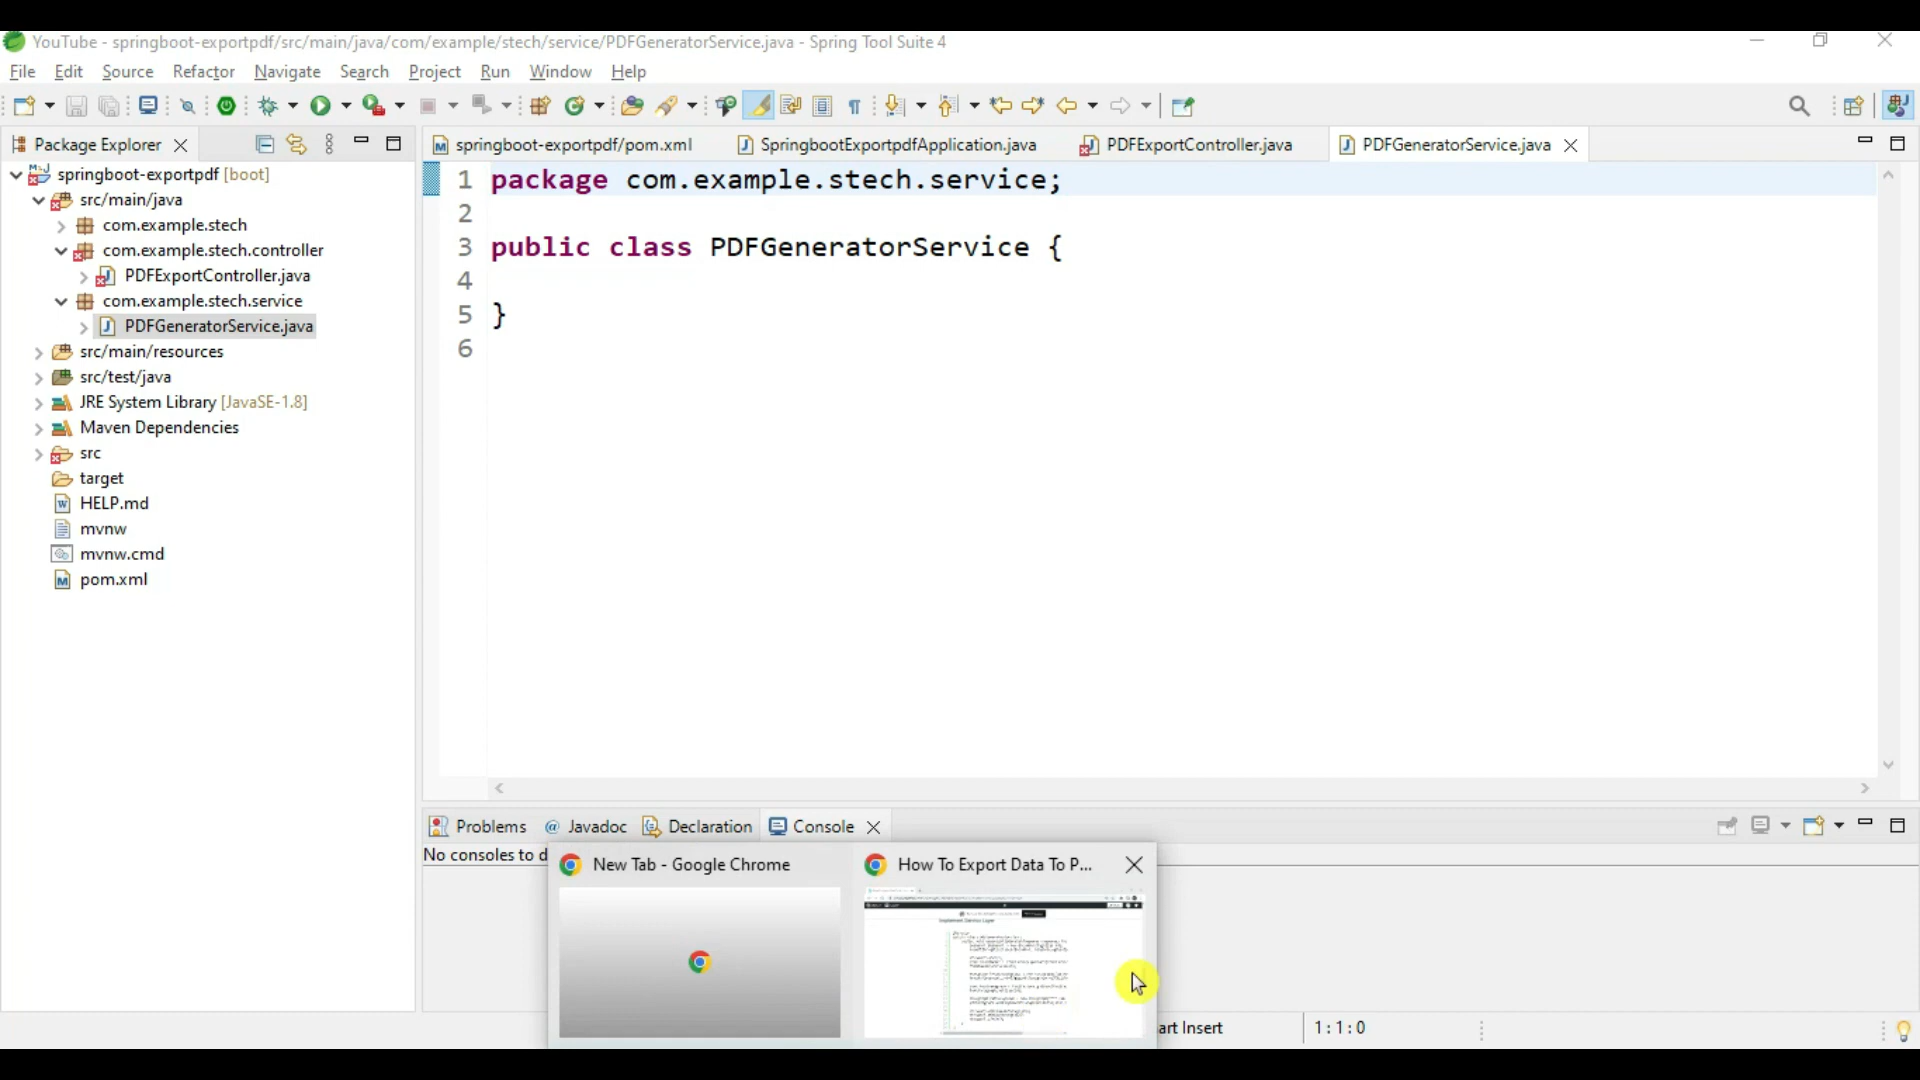 YouTube - springboot-exportpdf/src/main/java/com/example/stech/service/PDFGeneratorService.java - Spring Tool Suite 4
File Edit Source Refactor Navigate Search Project Run Window Help
Package Explorer
springboot-exportpdf/pom.xml SpringbootExportpdfApplication.java PDFExportController.java PDFGeneratorService.java
springboot-exportpdf [boot]
src/main/java
com.example.stech
com.example.stech.controller
PDFExportController.java
com.example.stech.service
PDFGeneratorService.java
src/main/resources
src/test/java
JRE System Library [JavaSE-1.8]
Maven Dependencies
src
target
HELP.md
mvnw
mvnw.cmd
pom.xml
1 package com.example.stech.service;
2
3 public class PDFGeneratorService {
4
5 }
6
Problems @ Javadoc Declaration Console
No consoles to d
New Tab - Google Chrome
How To Export Data To P...
art Insert 1:1:0